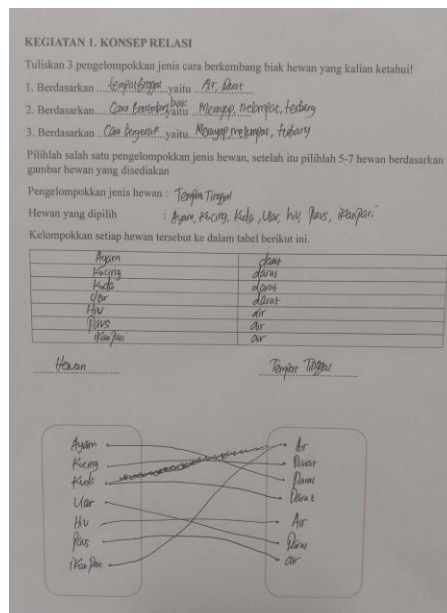 KEGIATAN 1. KONSEP RELASI
Tuliskan 3 pengelompokkan jenis cara berkembang biak hewan yang kalian ketahui!
1. Berdasarkan tempat tinggal yaitu Air, Darat
2. Berdasarkan Cara yaitu Merayap, melompat, terbang
3. Berdasarkan Cara Bergerak yaitu Merayap, melompat, terbang
Pilihlah salah satu pengelompokkan jenis hewan, setelah itu pilihlah 5-7 hewan berdasarkan
gambar hewan yang disediakan
Pengelompokkan jenis hewan : Tempat Tinggal
Hewan yang dipilih : Ayam, Kucing, Kuda, Ular, hiu, Paus, ikan pari
Kelompokkan setiap hewan tersebut ke dalam tabel berikut ini.
Ayam darat
Kucing darat
Kuda darat
Ular darat
Hiu air
Paus air
ikan pari air
Hewan Tempat Tinggal
Ayam Air
Kucing Darat
Kuda Darat
Ular Darat
Hiu Air
Paus Darat
ikan pari air